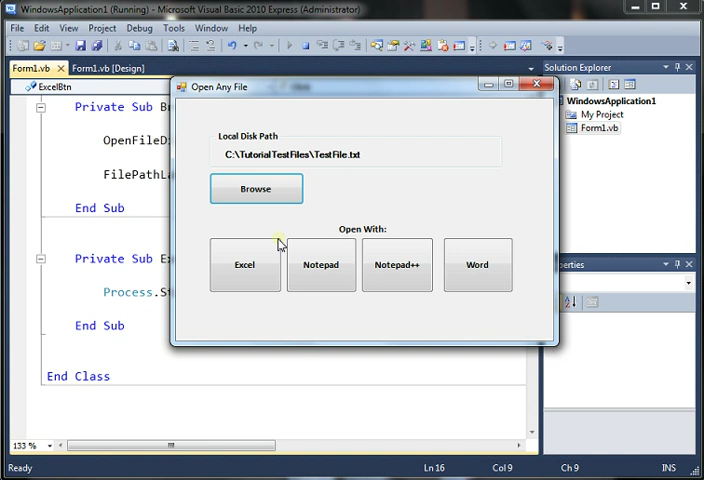 WindowsApplication1 (Running) - Microsoft Visual Basic 2010 Express (Administrator)
File Edit View Project Debug Tools Window Help
Form1.vb × Form1.vb [Design]
Solution Explorer
ExcelBtn
Open Any File
WindowsApplication1
My Project
Form1.vb
Private Sub
OpenFileDi
FilePathLa
End Sub
Private Sub
Process.St
End Sub
End Class
Local Disk Path
C:\TutorialTestFiles\TestFile.txt
Browse
Open With:
Excel Notepad Notepad++ Word
133 %
Ready Ln 16 Col 9 Ch 9 INS